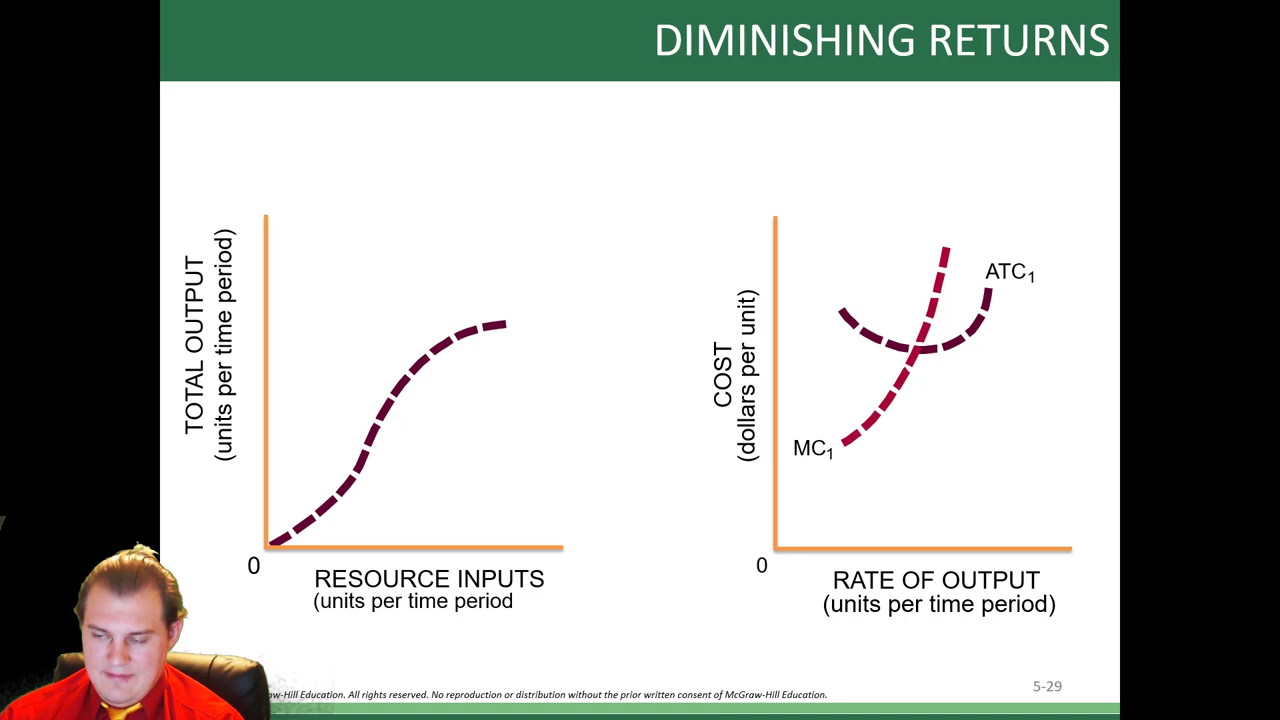 DIMINISHING RETURNS
TOTAL OUTPUT
(units per time period)
0
RESOURCE INPUTS
(units per time period
COST
(dollars per unit)
ATC1
MC1
0
RATE OF OUTPUT
(units per time period)
aw-Hill Education. All rights reserved. No reproduction or distribution without the prior written consent of McGraw-Hill Education.
5-29